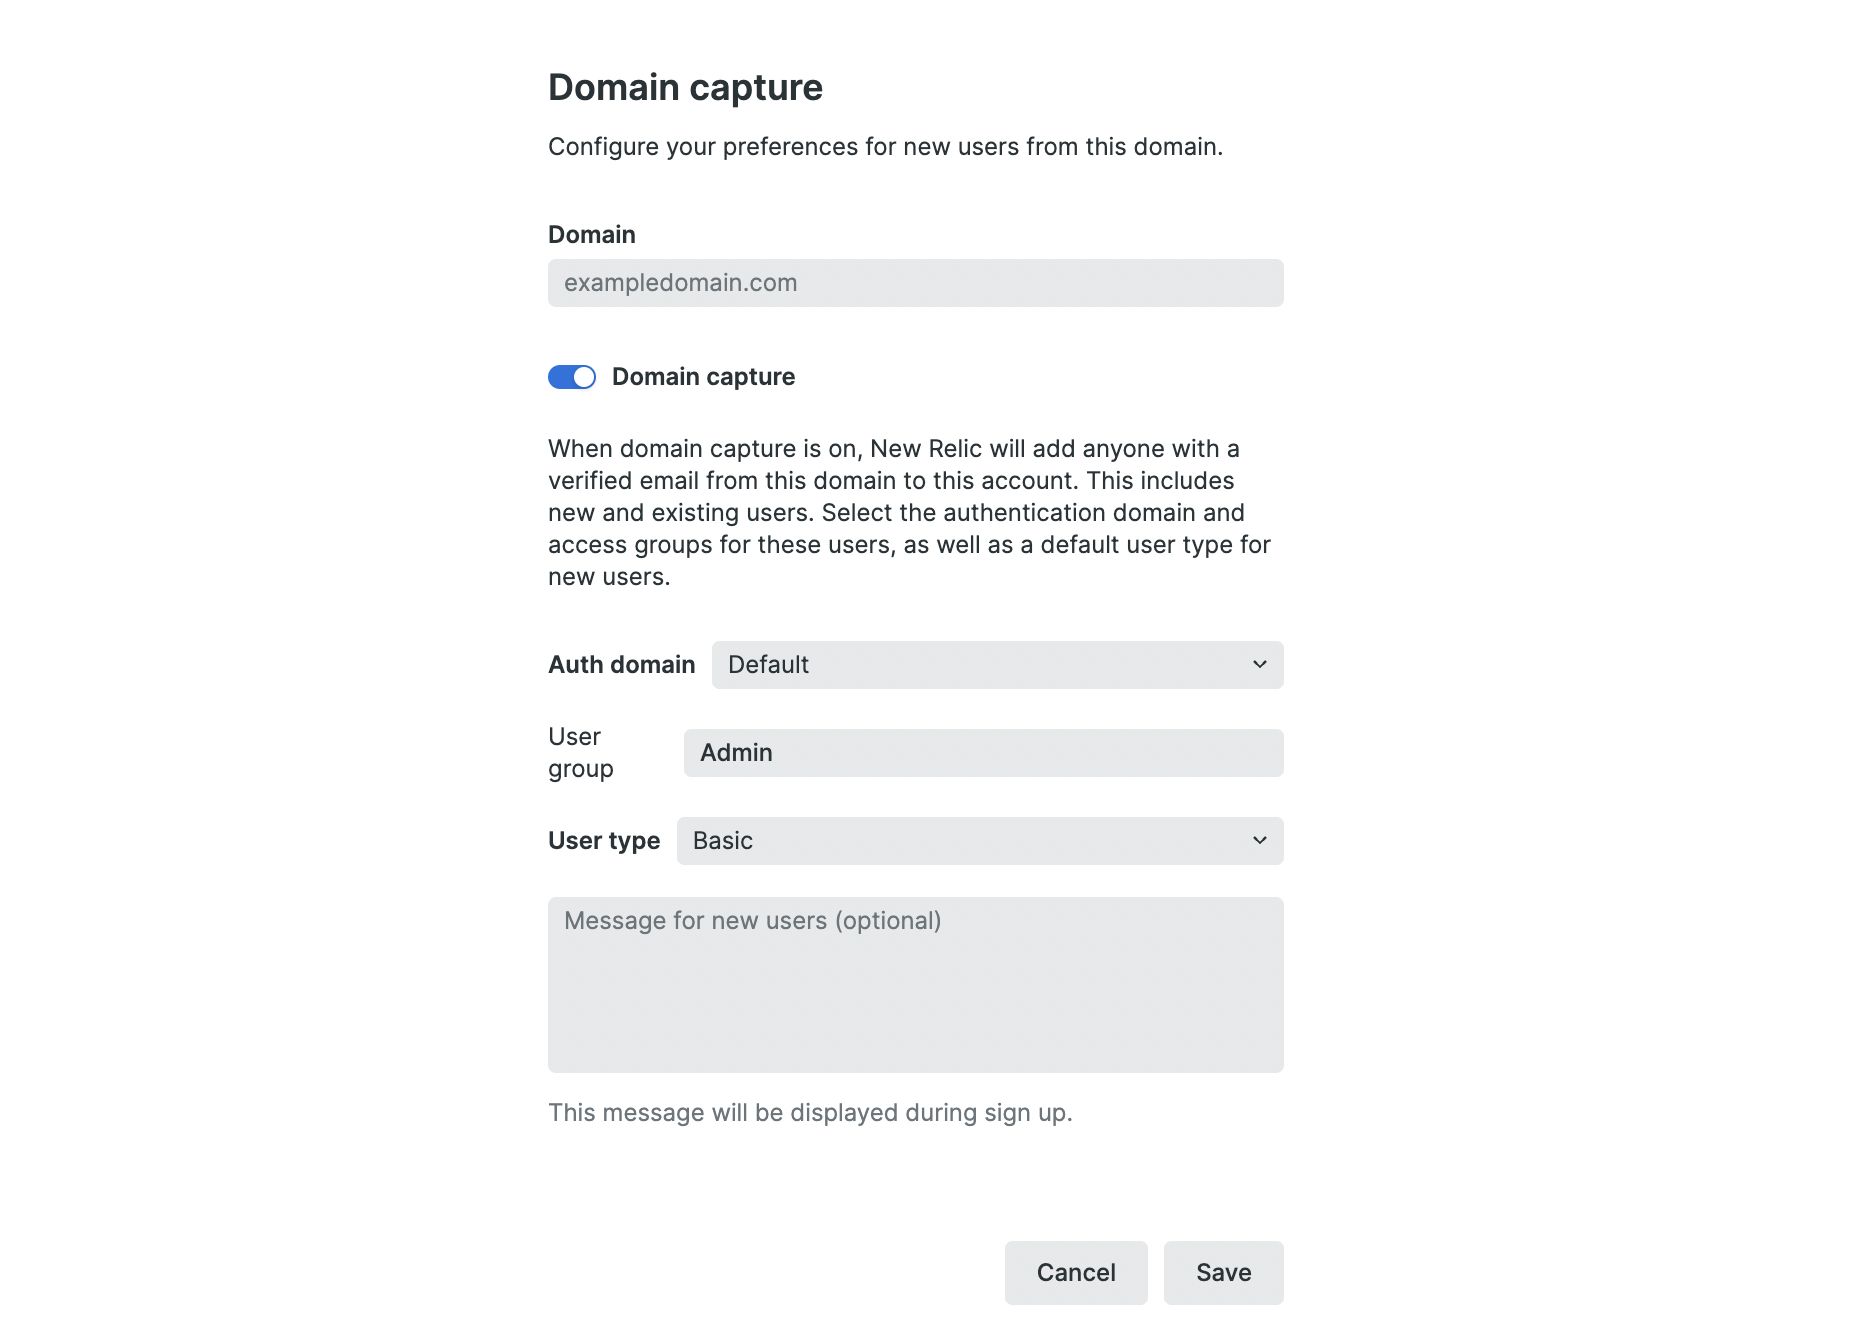 Domain capture
Configure your preferences for new users from this domain.
Domain
exampledomain.com
Domain capture
When domain capture is on, New Relic will add anyone with a
verified email from this domain to this account. This includes
new and existing users. Select the authentication domain and
access groups for these users, as well as a default user type for
new users.
Auth domain Default
User
group
Admin
User type Basic
Message for new users (optional)
This message will be displayed during sign up.
Cancel Save